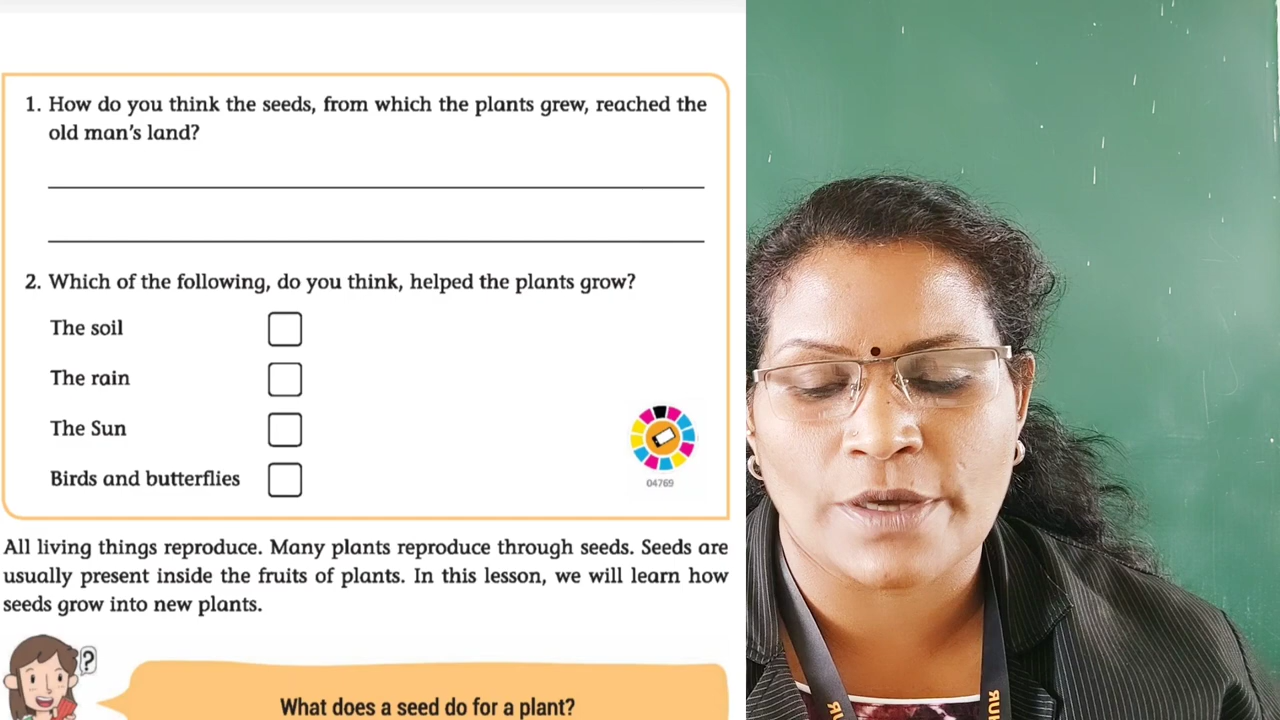 1. How do you think the seeds, from which the plants grew, reached the
old man's land?
2. Which of the following, do you think, helped the plants grow?
The soil
The rain
The Sun
Birds and butterflies
04769
All living things reproduce. Many plants reproduce through seeds. Seeds are
usually present inside the fruits of plants. In this lesson, we will learn how
seeds grow into new plants.
?
What does a seed do for a plant?